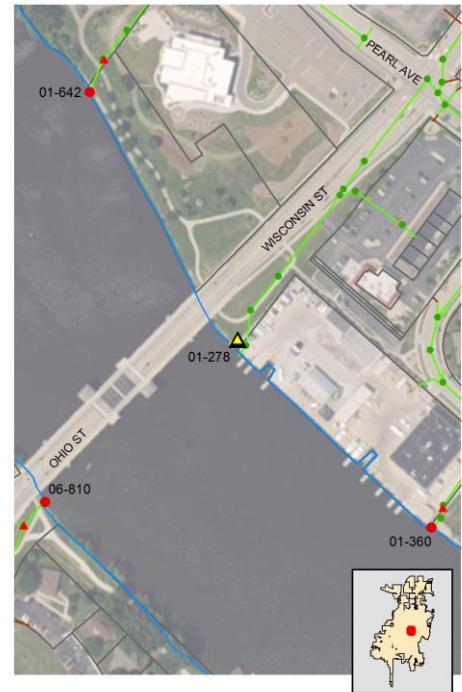 PEARL AVE
01-642
WISCONSIN ST
01-278
OHIO ST
06-810
01-360